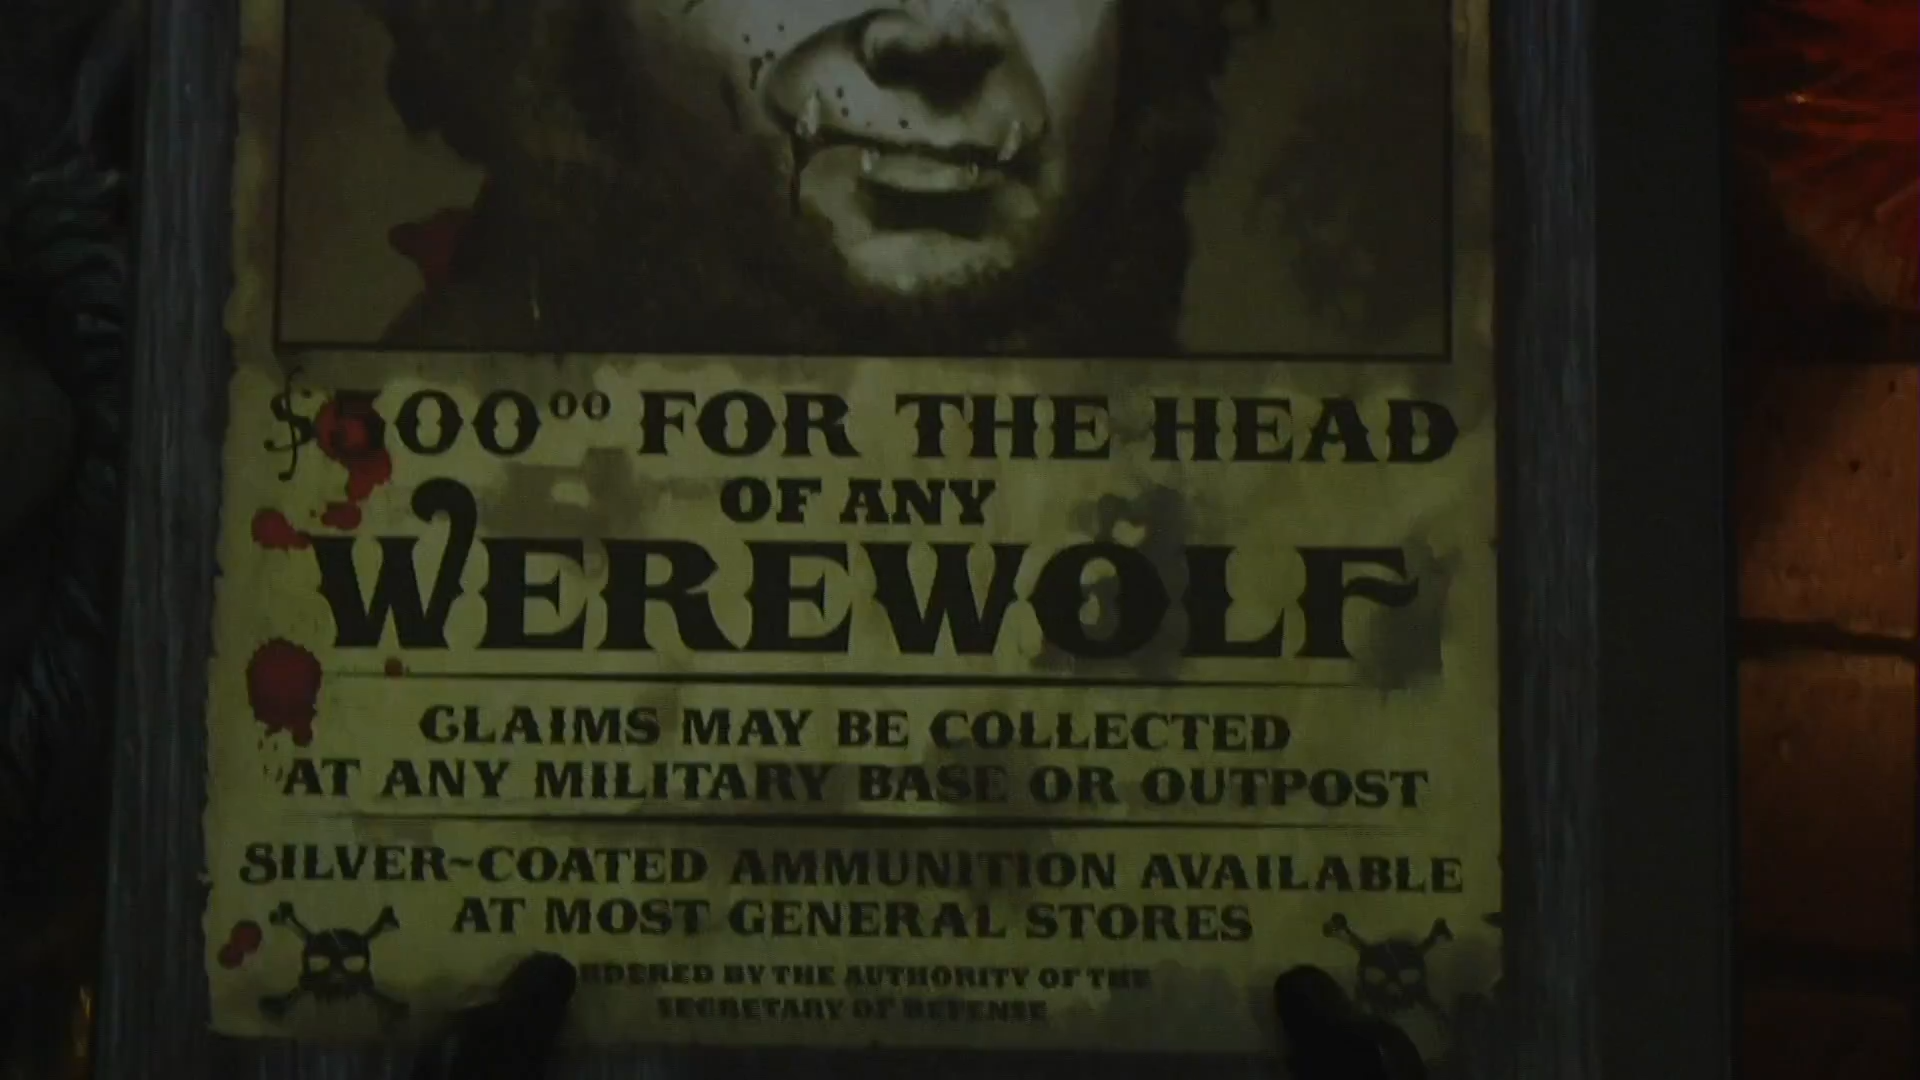 $500⁰⁰ FOR THE HEAD
OF ANY
WEREWOLF
CLAIMS MAY BE COLLECTED
AT ANY MILITARY BASE OR OUTPOST
SILVER~COATED AMMUNITION AVAILABLE
AT MOST GENERAL STORES
RDERED BY THE AUTHORITY OF THE
SECRETARY OF DEFENSE